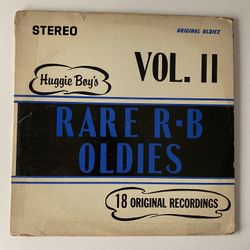 STEREO
ORIGINAL OLDIES
Huggie Boy's
VOL. II
RARE R-B
OLDIES
18 ORIGINAL RECORDINGS